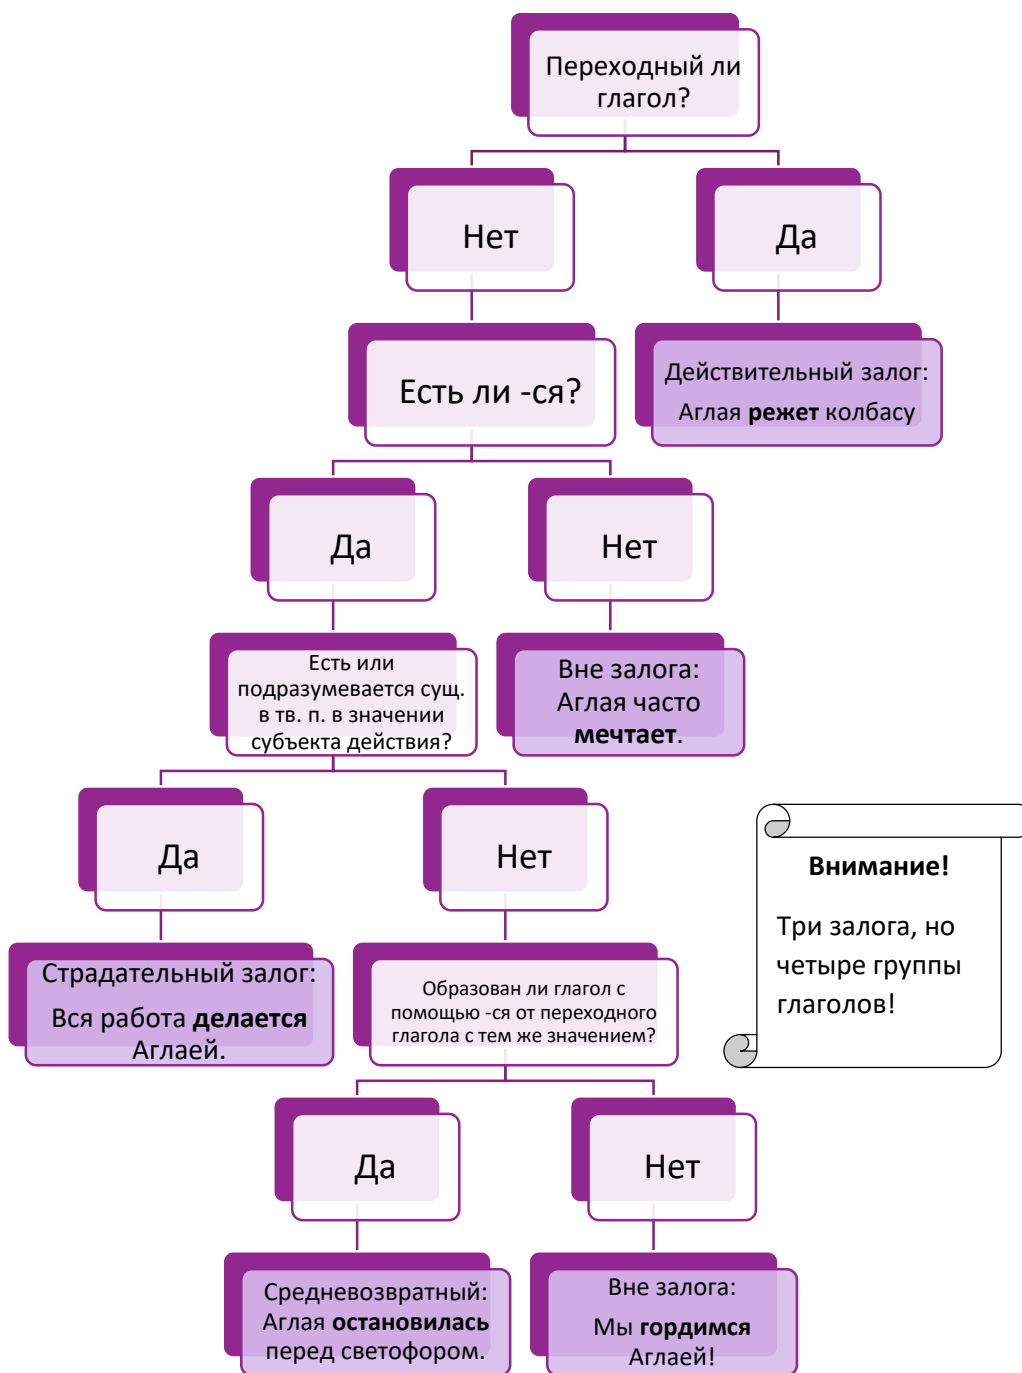 Переходный ли
глагол?
Нет
Да
Есть ли -ся?
Действительный залог:
Аглая режет колбасу
Да
Нет
Есть или
подразумевается сущ.
в тв. п. в значении
субъекта действия?
Вне залога:
Аглая часто
мечтает.
Да
Нет
Внимание!
Три залога, но
четыре группы
глаголов!
Страдательный залог:
Вся работа делается
Аглаей.
Образован ли глагол с
помощью -ся от переходного
глагола с тем же значением?
Да
Нет
Средневозвратный:
Аглая остановилась
перед светофором.
Вне залога:
Мы гордимся
Аглаей!